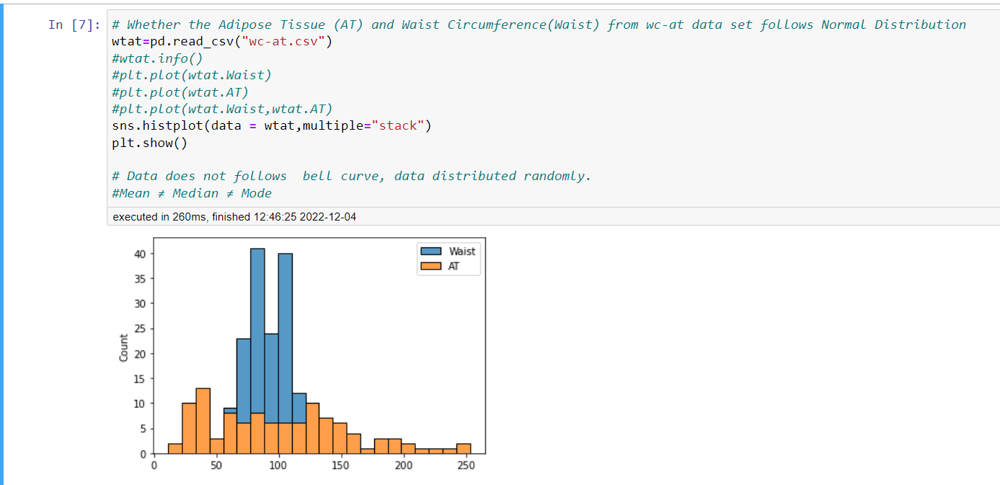 In [7]: # Whether the Adipose Tissue (AT) and Waist Circumference(Waist) from wc-at data set follows Normal Distribution
wtat=pd.read_csv("wc-at.csv")
#wtat.info()
#plt.plot(wtat.Waist)
#plt.plot(wtat.AT)
#plt.plot(wtat.Waist,wtat.AT)
sns.histplot(data = wtat,multiple="stack")
plt.show()
# Data does not follows  bell curve, data distributed randomly.
#Mean ≠ Median ≠ Mode
executed in 260ms, finished 12:46:25 2022-12-04
Waist
AT
40
35
30
25
20
15
10
5
0
Count
0 50 100 150 200 250